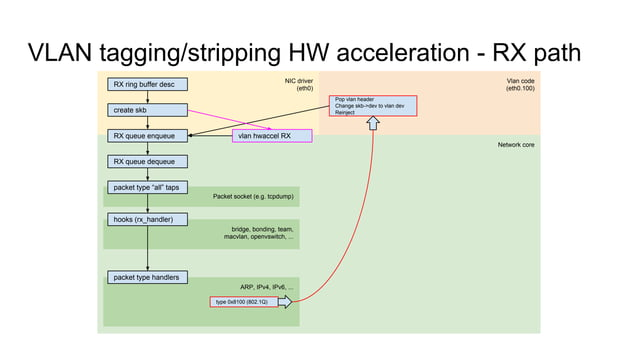 VLAN tagging/stripping HW acceleration - RX path
RX ring buffer desc
NIC driver
(eth0)
Vlan code
(eth0.100)
create skb
Pop vlan header
Change skb->dev to vlan dev
Reinject
RX queue enqueue
vlan hwaccel RX
Network core
RX queue dequeue
packet type “all” taps
Packet socket (e.g. tcpdump)
hooks (rx_handler)
bridge, bonding, team,
macvlan, openvswitch, ...
packet type handlers
ARP, IPv4, IPv6, ...
type 0x8100 (802.1Q)